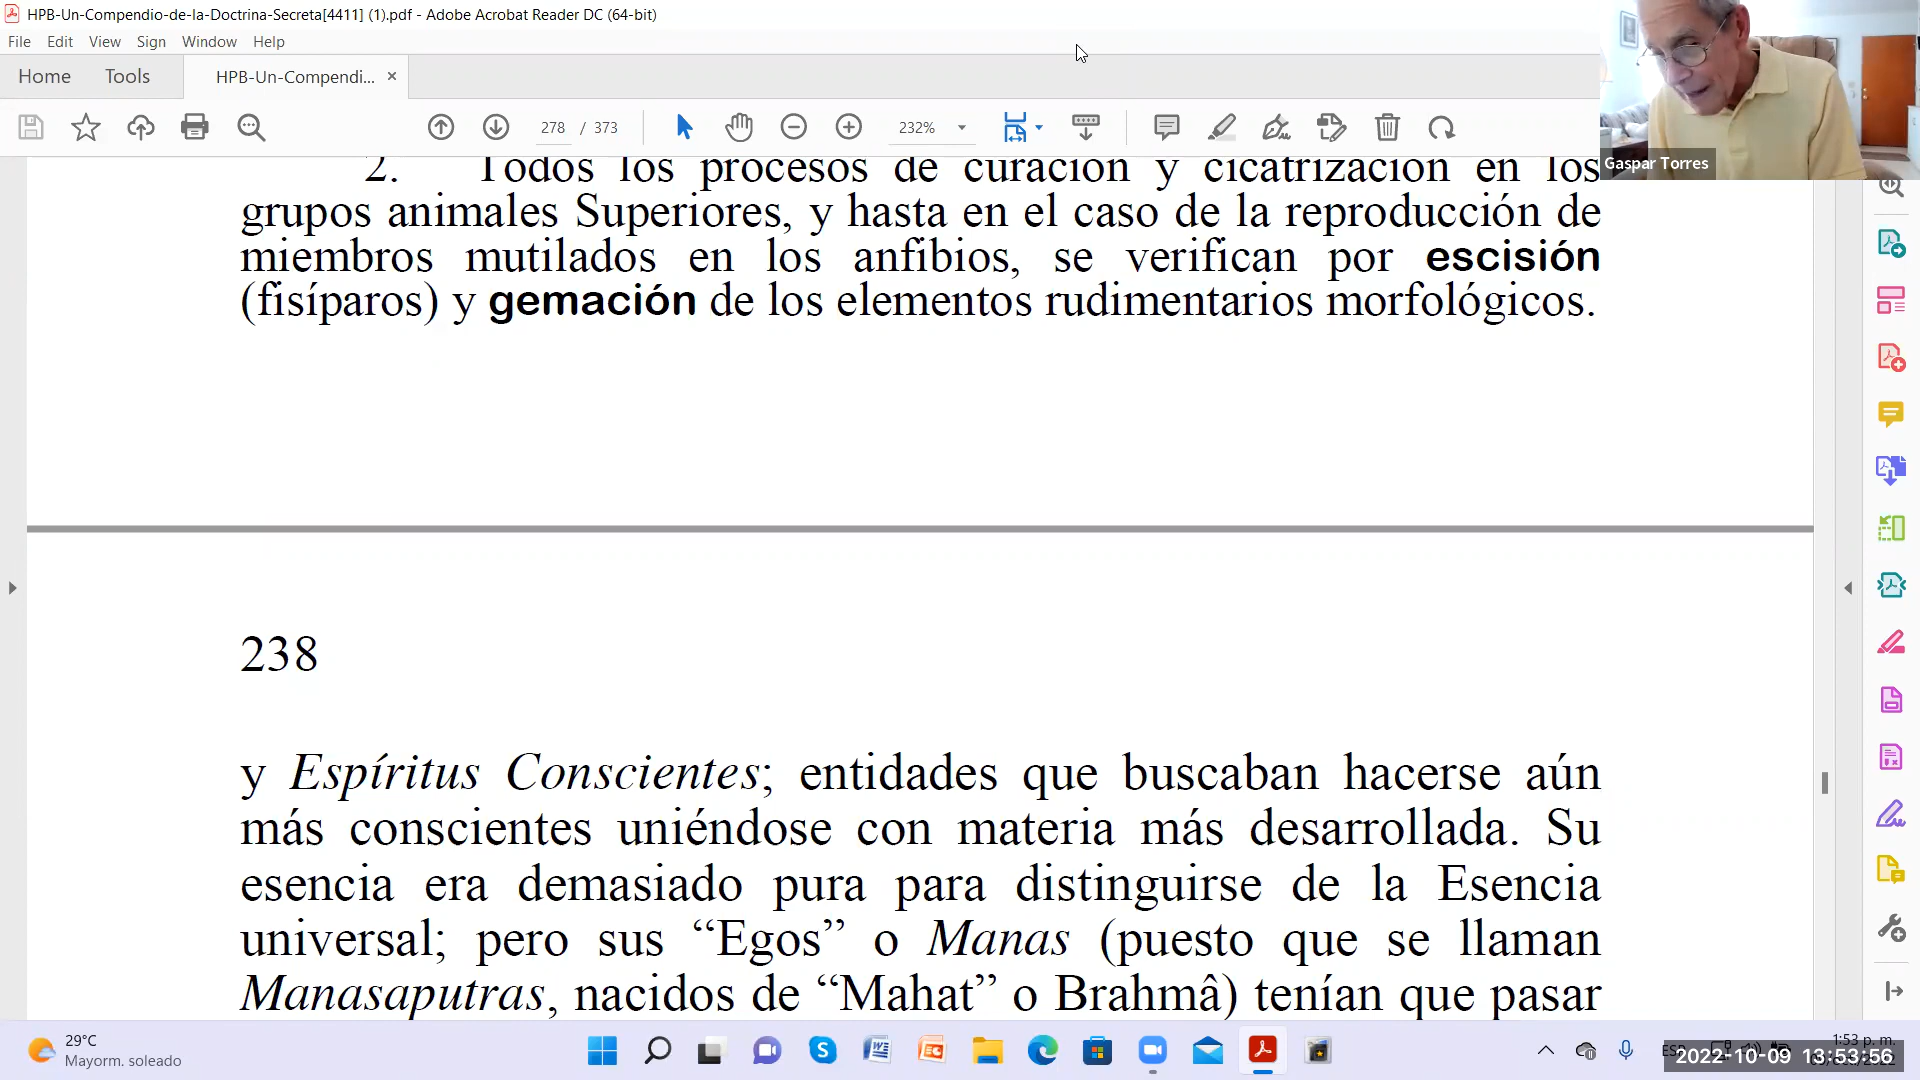 HPB-Un-Compendio-de-la-Doctrina-Secreta[4411] (1).pdf - Adobe Acrobat Reader DC (64-bit)
File Edit View Sign Window Help
Home Tools HPB-Un-Compendi... ×
278 / 373 232%
Gaspar Torres
2. Todos los procesos de curación y cicatrización en los
grupos animales Superiores, y hasta en el caso de la reproducción de
miembros mutilados en los anfibios, se verifican por escisión
(fisíparos) y gemación de los elementos rudimentarios morfológicos.
238
y Espíritus Conscientes; entidades que buscaban hacerse aún
más conscientes uniéndose con materia más desarrollada. Su
esencia era demasiado pura para distinguirse de la Esencia
universal; pero sus “Egos” o Manas (puesto que se llaman
Manasaputras, nacidos de “Mahat” o Brahmâ) tenían que pasar
29°C
Mayorm. soleado
1:53 p. m.
2022-10-09 13:53:56